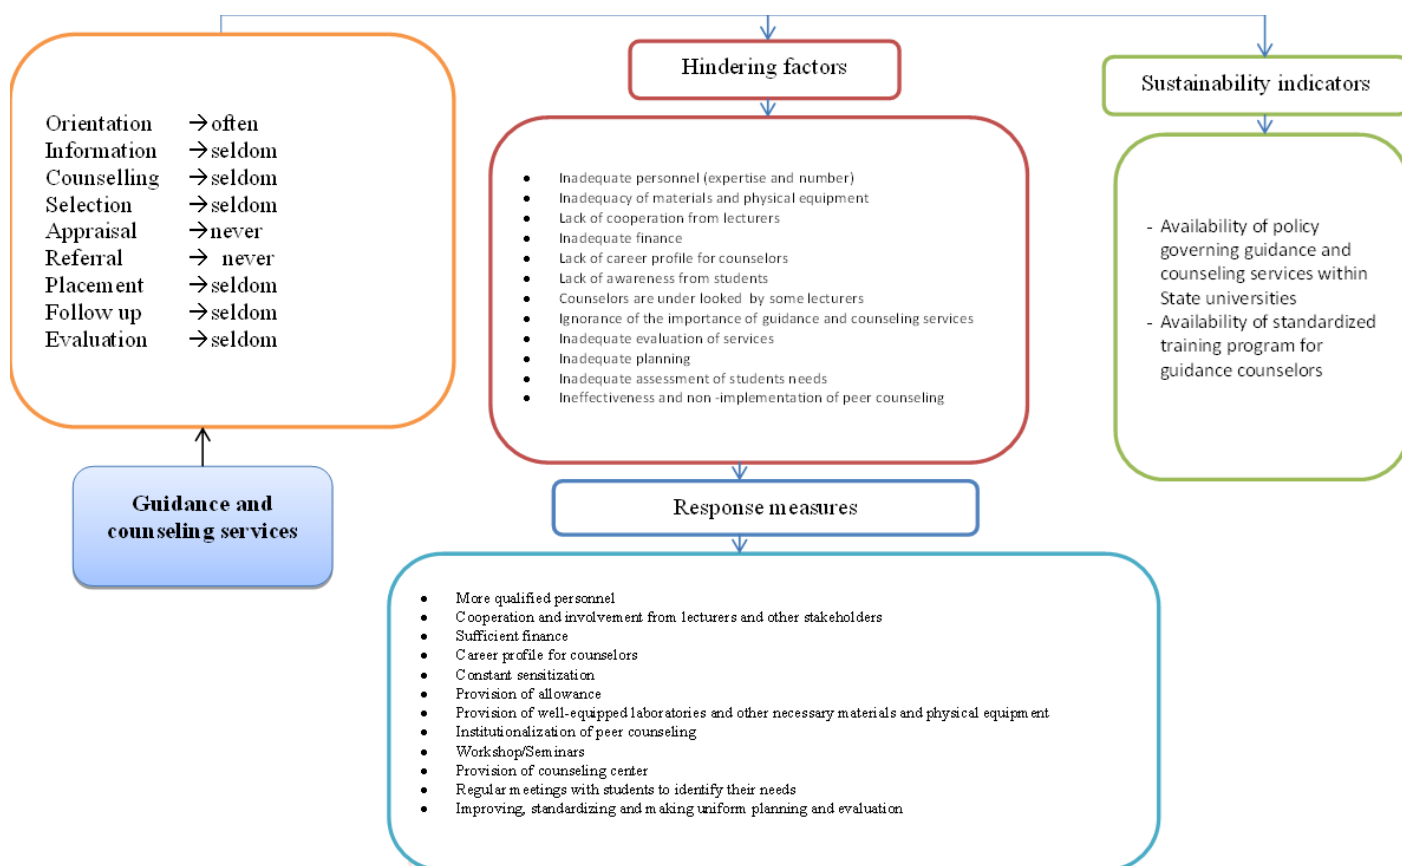 Orientation →often
Information →seldom
Counselling →seldom
Selection →seldom
Appraisal →never
Referral → never
Placement →seldom
Follow up →seldom
Evaluation →seldom
Guidance and
counseling services
Hindering factors
• Inadequate personnel (expertise and number)
• Inadequacy of materials and physical equipment
• Lack of cooperation from lecturers
• Inadequate finance
• Lack of career profile for counselors
• Lack of awareness from students
• Counselors are under looked by some lecturers
• Ignorance of the importance of guidance and counseling services
• Inadequate evaluation of services
• Inadequate planning
• Inadequate assessment of students needs
• Ineffectiveness and non -implementation of peer counseling
Response measures
• More qualified personnel
• Cooperation and involvement from lecturers and other stakeholders
• Sufficient finance
• Career profile for counselors
• Constant sensitization
• Provision of allowance
• Provision of well-equipped laboratories and other necessary materials and physical equipment
• Institutionalization of peer counseling
• Workshop/Seminars
• Provision of counseling center
• Regular meetings with students to identify their needs
• Improving, standardizing and making uniform planning and evaluation
Sustainability indicators
- Availability of policy
governing guidance and
counseling services within
State universities
- Availability of standardized
training program for
guidance counselors